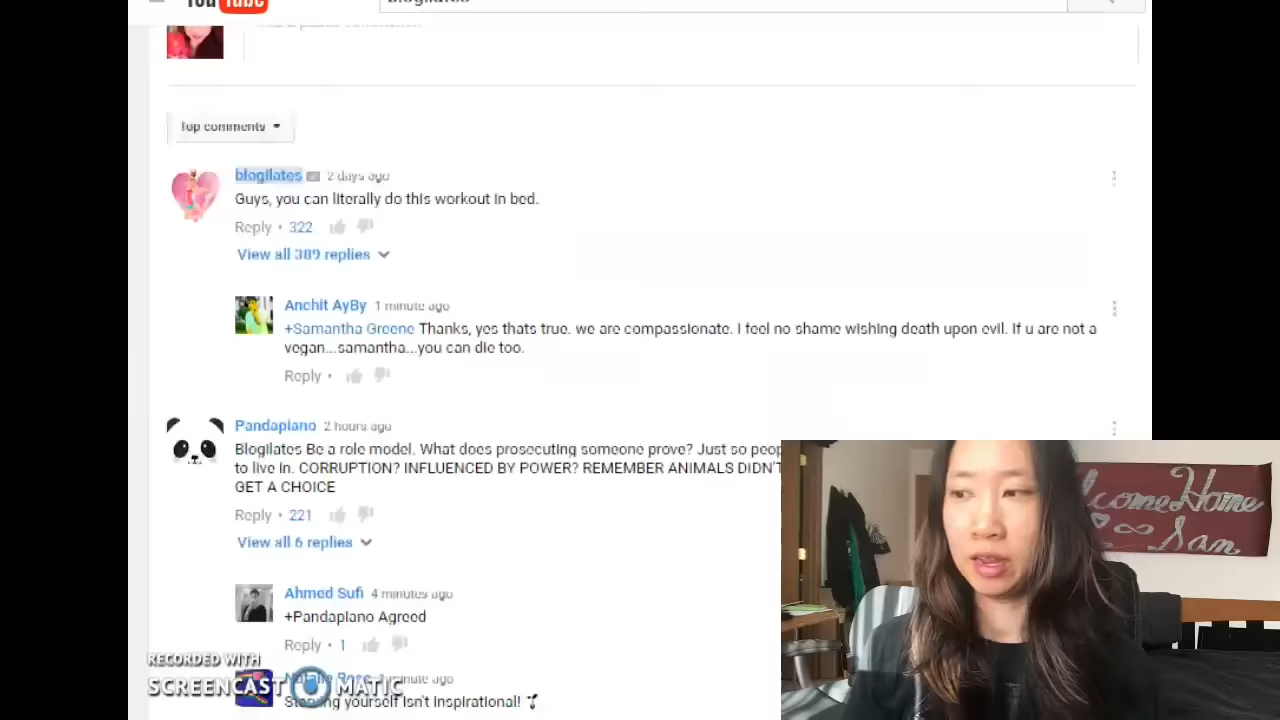 YouTube
Top comments
blogilates 2 days ago
Guys, you can literally do this workout in bed.
Reply • 322
View all 389 replies
Anchit AyBy 1 minute ago
+Samantha Greene Thanks, yes thats true. we are compassionate. I feel no shame wishing death upon evil. If u are not a
vegan...samantha...you can die too.
Reply •
Pandapiano 2 hours ago
Blogilates Be a role model. What does prosecuting someone prove? Just so peop
to live in. CORRUPTION? INFLUENCED BY POWER? REMEMBER ANIMALS DIDN'T
GET A CHOICE
Reply • 221
View all 6 replies
Ahmed Sufi 4 minutes ago
+Pandapiano Agreed
Reply • 1
minute ago
yourself isn't inspirational!
RECORDED WITH
SCREENCAST MATIC
come Home
San